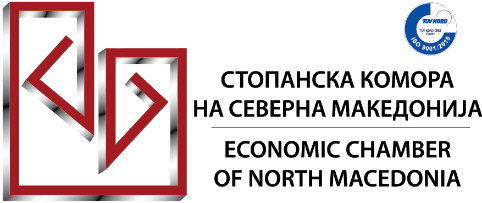 TÜV NORD
ISO 9001:2015
СТОПАНСКА КОМОРА
НА СЕВЕРНА МАКЕДОНИЈА
ECONOMIC CHAMBER
OF NORTH MACEDONIA